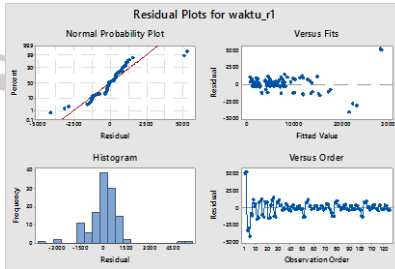 Residual Plots for waktu_r1
Normal Probability Plot
Versus Fits
Percent
99.9
99
90
50
10
1
0.1
-5000
-2500
0
2500
5000
Residual
Residual
5000
2500
0
-2500
-5000
0
10000
20000
30000
Fitted Value
Histogram
Versus Order
Frequency
40
30
20
10
0
-3000
-1500
0
1500
3000
4500
Residual
Residual
5000
2500
0
-2500
-5000
1 10 20 30 40 50 60 70 80 90 100 110 120
Observation Order